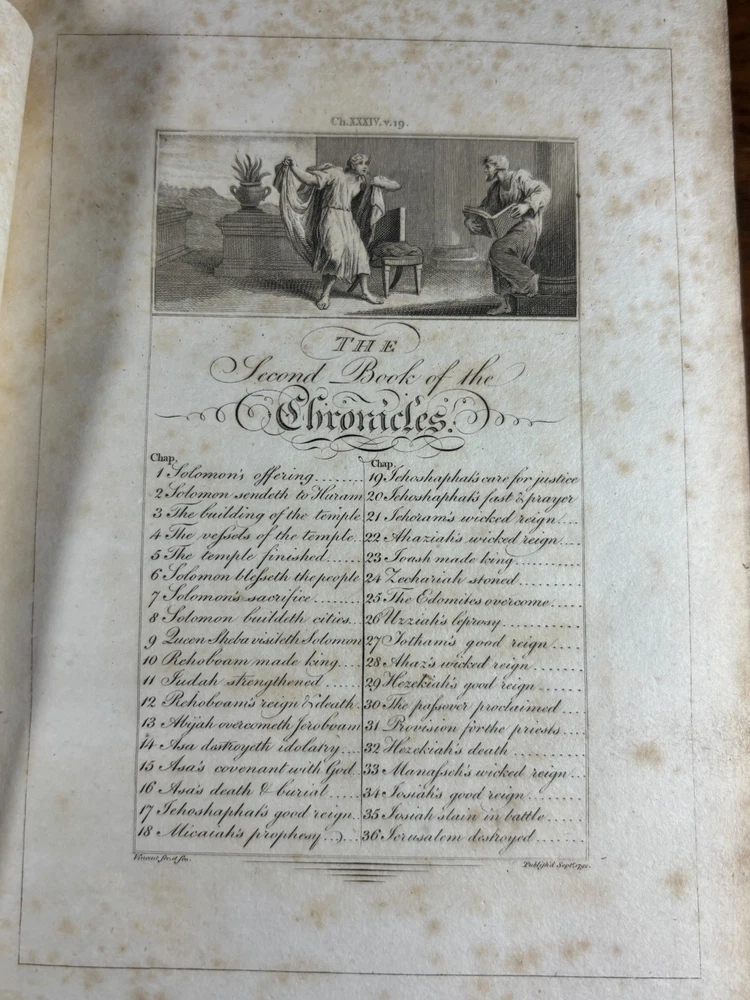 Ch.XXXIV.v.19.
THE
Second Book of the
Chronicles.
Chap.
1 Solomon's offering........
2 Solomon sendeth to Huram
3 The building of the temple
4 The vessels of the temple..
5 The temple finished......
6 Solomon blesseth the people
7 Solomon's sacrifice........
8 Solomon buildeth cities...
9 Queen Sheba visiteth Solomon
10 Rehoboam made king....
11 Judah strengthened......
12 Rehoboam's reign & death.
13 Abijah overcometh Jeroboam
14 Asa destroyeth idolatry....
15 Asa's covenant with God.
16 Asa's death & burial.....
17 Jehoshaphat's good reign..
18 Micaiah's prophesy......
Chap.
19 Jehoshaphat's care for justice
20 Jehoshaphat's fast & prayer
21 Jehoram's wicked reign....
22 Ahaziah's wicked reign....
23 Joash made king..........
24 Zechariah stoned.........
25 The Edomites overcome.....
26 Uzziah's leprosy..........
27 Jotham's good reign......
28 Ahaz's wicked reign.......
29 Hezekiah's good reign.....
30 The passover proclaimed....
31 Provision for the priests....
32 Hezekiah's death.........
33 Manasseh's wicked reign...
34 Josiah's good reign........
35 Josiah slain in battle......
36 Jerusalem destroyed.......
Publish'd Sept.